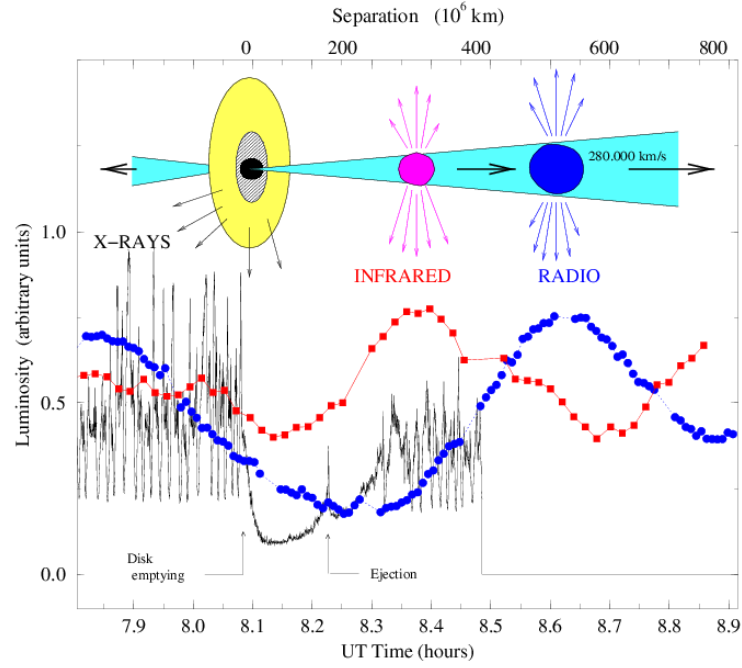 Separation (10⁶ km)
0 200 400 600 800
280.000 km/s
1.0
X−RAYS
INFRARED
RADIO
Luminosity (arbitrary units)
0.5
Disk
emptying
Ejection
0.0
7.9 8.0 8.1 8.2 8.3 8.4 8.5 8.6 8.7 8.8 8.9
UT Time (hours)